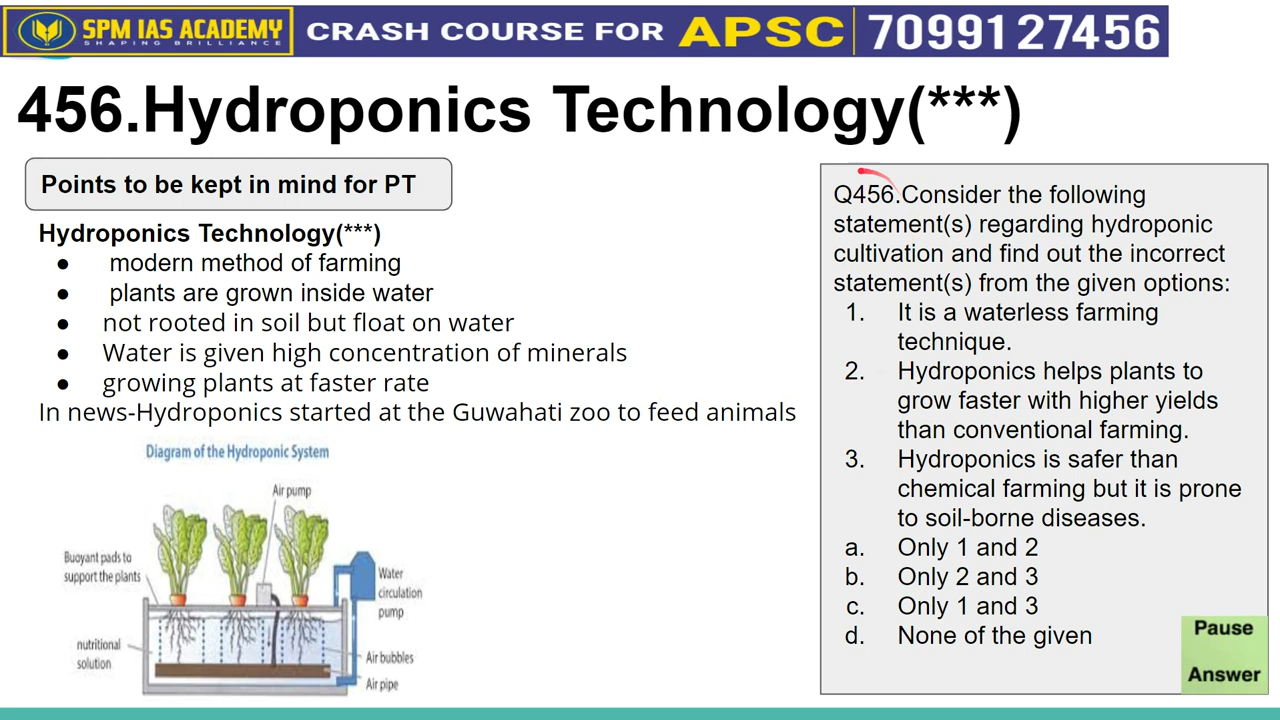 SPM IAS ACADEMY
SHAPING BRILLIANCE
CRASH COURSE FOR APSC 7099127456
456.Hydroponics Technology(***)
Points to be kept in mind for PT
Hydroponics Technology(***)
● modern method of farming
● plants are grown inside water
● not rooted in soil but float on water
● Water is given high concentration of minerals
● growing plants at faster rate
In news-Hydroponics started at the Guwahati zoo to feed animals
Diagram of the Hydroponic System
Air pump
Buoyant pads to
support the plants
Water
circulation
pump
nutritional
solution
Air bubbles
Air pipe
Q456.Consider the following
statement(s) regarding hydroponic
cultivation and find out the incorrect
statement(s) from the given options:
1. It is a waterless farming
technique.
2. Hydroponics helps plants to
grow faster with higher yields
than conventional farming.
3. Hydroponics is safer than
chemical farming but it is prone
to soil-borne diseases.
a. Only 1 and 2
b. Only 2 and 3
c. Only 1 and 3
d. None of the given
Pause
Answer